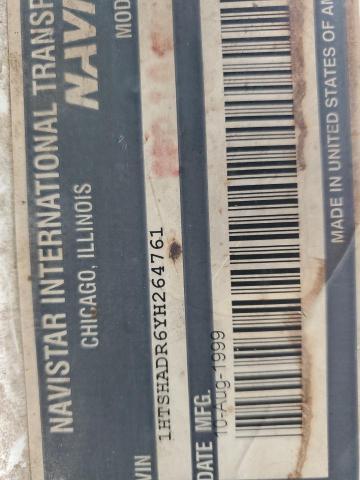 NAVISTAR INTERNATIONAL TRANSP
CHICAGO, ILLINOIS
NAVI
MOD
VIN
1HTSHADR6YH264761
DATE MFG.
10-Aug-1999
MADE IN UNITED STATES OF AM